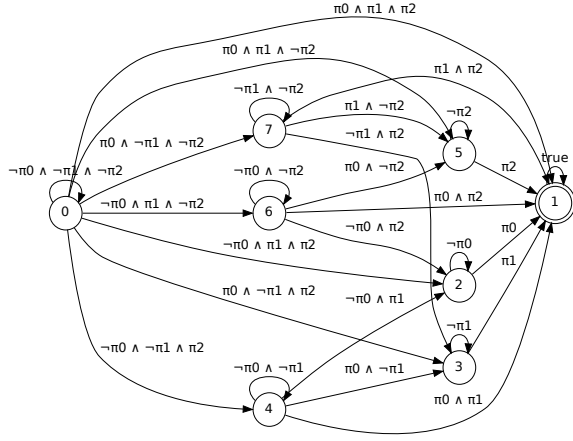 π0 ∧ π1 ∧ π2
π0 ∧ π1 ∧ ¬π2
π1 ∧ π2
¬π1 ∧ ¬π2
π1 ∧ ¬π2
¬π2
7
¬π1 ∧ π2
π0 ∧ ¬π1 ∧ ¬π2
5
true
π2
¬π0 ∧ ¬π1 ∧ ¬π2
¬π0 ∧ ¬π2
π0 ∧ ¬π2
0
¬π0 ∧ π1 ∧ ¬π2
6
π0 ∧ π2
1
¬π0 ∧ π2
π0
¬π0 ∧ π1 ∧ π2
¬π0
π1
2
π0 ∧ ¬π1 ∧ π2
¬π0 ∧ π1
¬π1
¬π0 ∧ ¬π1 ∧ π2
¬π0 ∧ ¬π1
π0 ∧ ¬π1
3
4
π0 ∧ π1